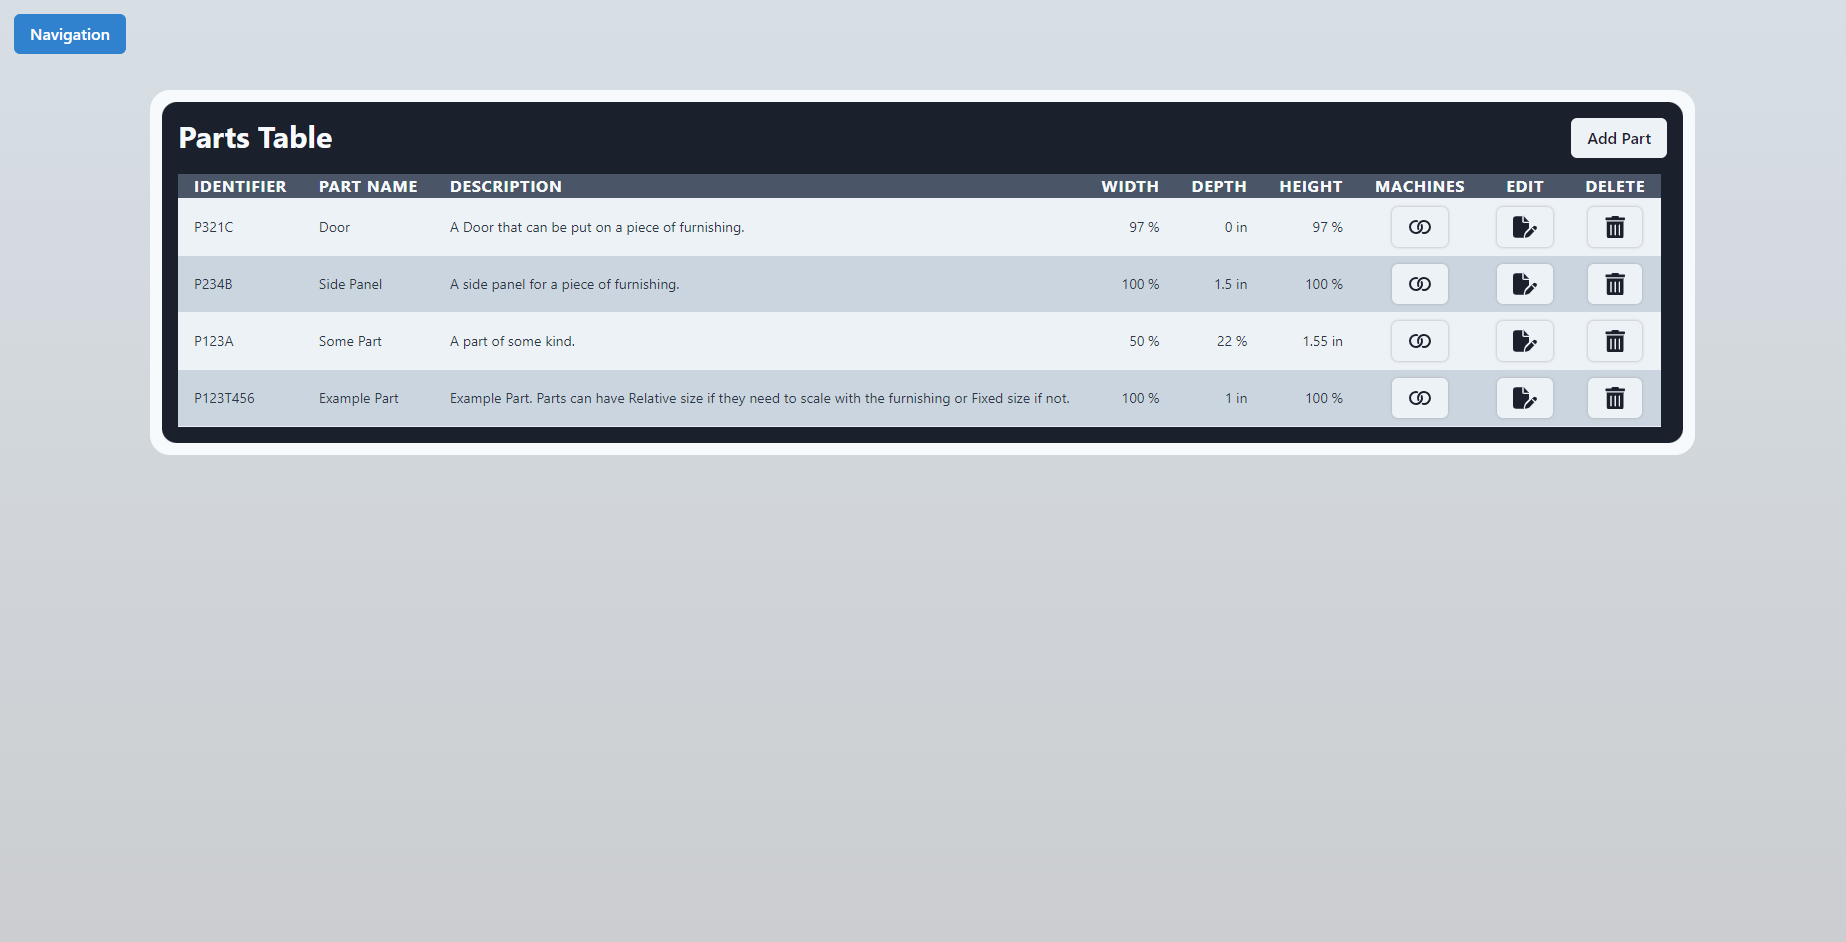 Navigation
Parts Table
Add Part
IDENTIFIER PART NAME DESCRIPTION WIDTH DEPTH HEIGHT MACHINES EDIT DELETE
P321C Door A Door that can be put on a piece of furnishing. 97 % 0 in 97 %
P234B Side Panel A side panel for a piece of furnishing. 100 % 1.5 in 100 %
P123A Some Part A part of some kind. 50 % 22 % 1.55 in
P123T456 Example Part Example Part. Parts can have Relative size if they need to scale with the furnishing or Fixed size if not. 100 % 1 in 100 %